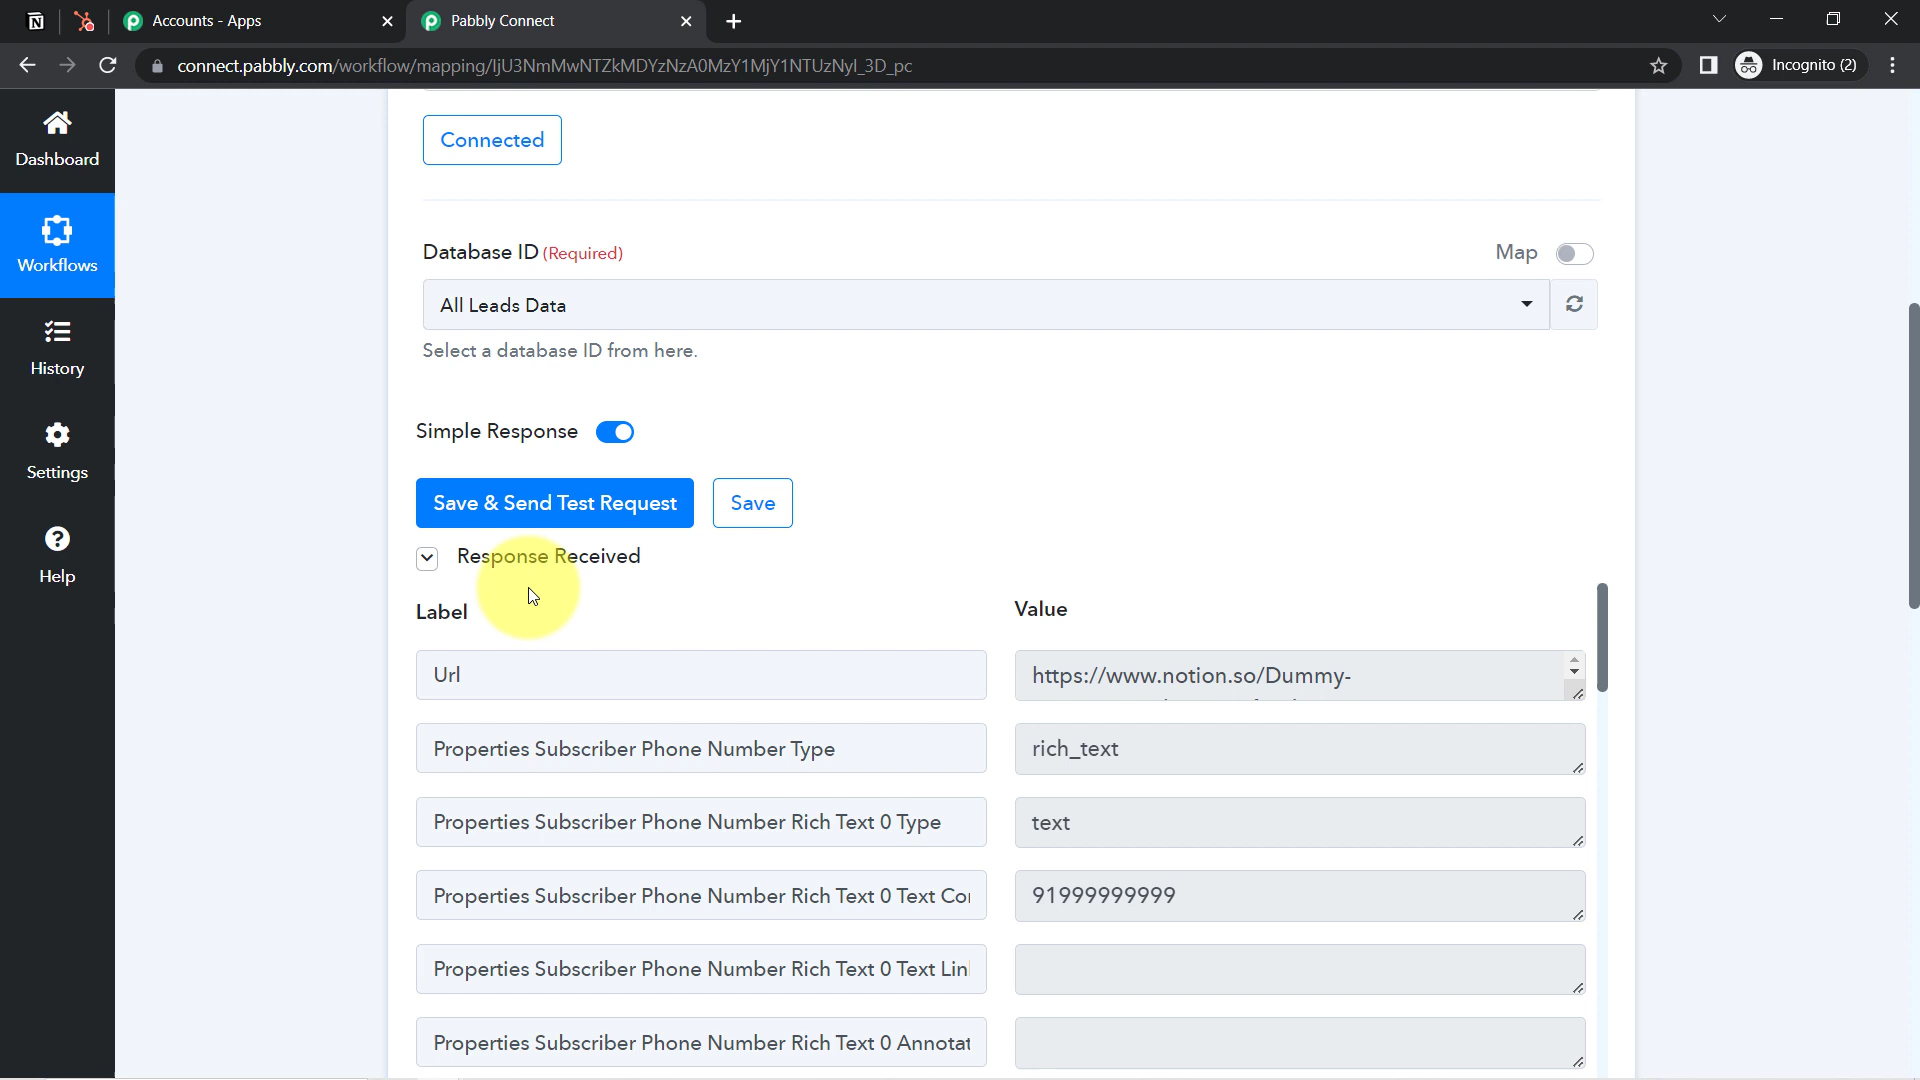 Accounts - Apps
Pabbly Connect
connect.pabbly.com/workflow/mapping/IjU3NmMwNTZkMDYzNzA0MzY1MjY1NTUzNyI_3D_pc
Incognito (2)
Dashboard
Workflows
History
Settings
Help
Connected
Database ID (Required)
Map
All Leads Data
Select a database ID from here.
Simple Response
Save & Send Test Request
Save
Response Received
Label
Value
Url
https://www.notion.so/Dummy-
Properties Subscriber Phone Number Type
rich_text
Properties Subscriber Phone Number Rich Text 0 Type
text
Properties Subscriber Phone Number Rich Text 0 Text Co
91999999999
Properties Subscriber Phone Number Rich Text 0 Text Lin
Properties Subscriber Phone Number Rich Text 0 Annotat